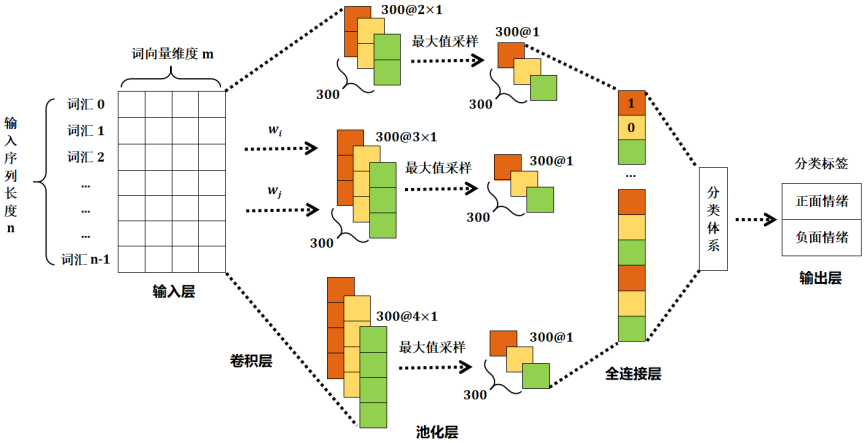 词向量维度 m
输入序列长度 n
词汇 0
词汇 1
词汇 2
...
...
...
词汇 n-1
输入层
w_i
w_j
卷积层
300@2×1
300
最大值采样
300@1
300
300@3×1
300
最大值采样
300@1
300
300@4×1
最大值采样
300@1
300
池化层
1
0
...
全连接层
分类体系
分类标签
正面情绪
负面情绪
输出层